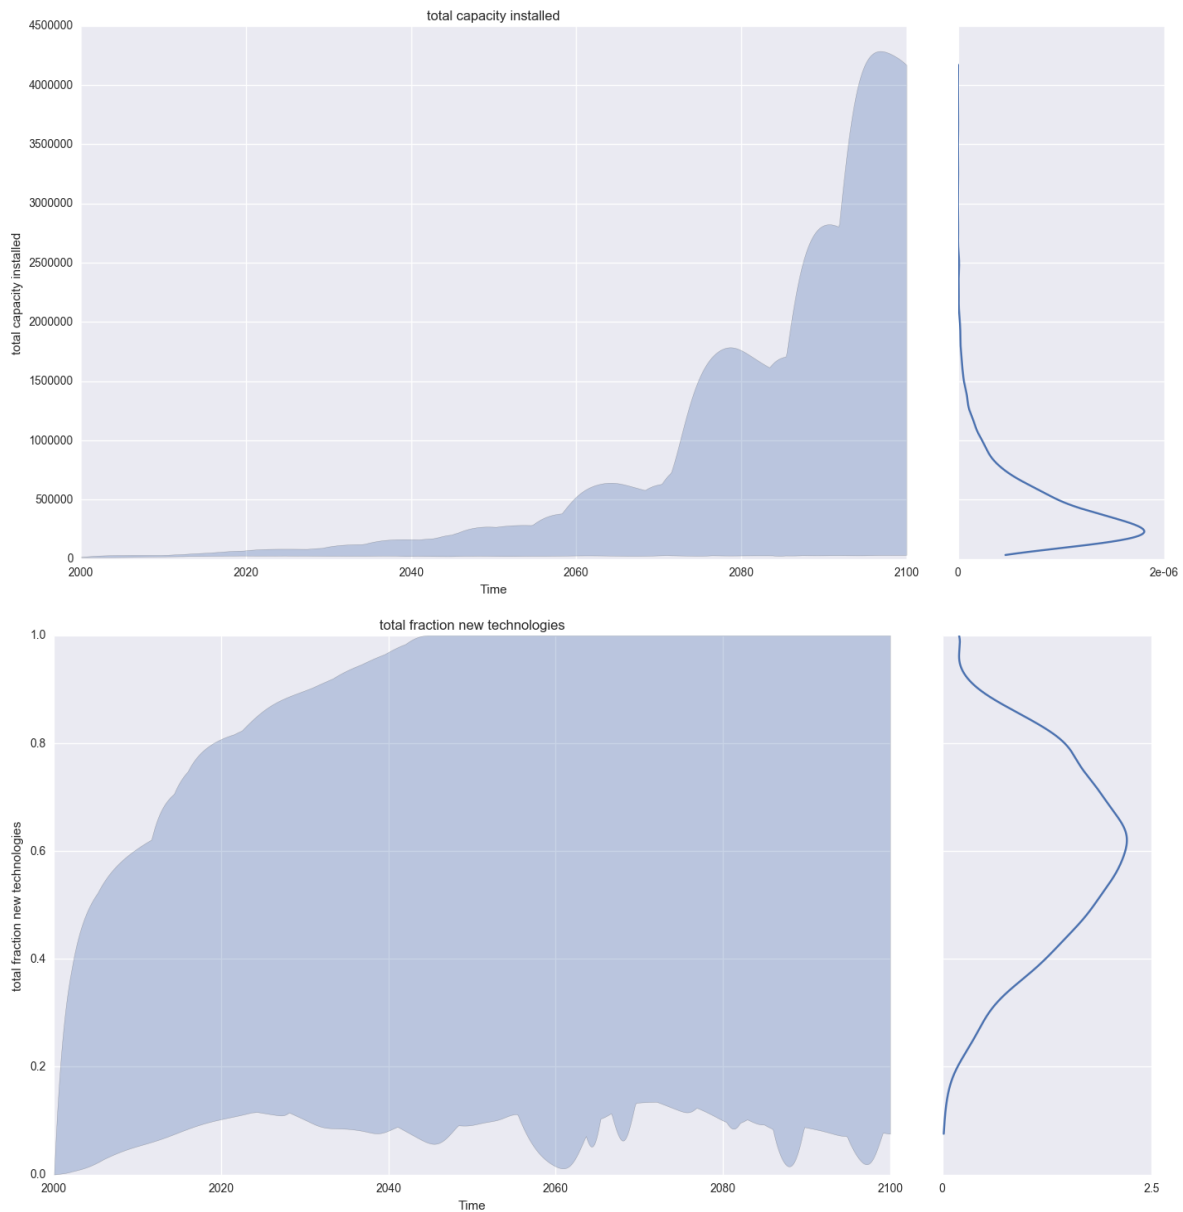 total capacity installed
4500000
4000000
3500000
3000000
2500000
2000000
1500000
1000000
500000
0
total capacity installed
2000 2020 2040 2060 2080 2100
Time
0 2e-06
total fraction new technologies
1.0
0.8
0.6
0.4
0.2
0.0
total fraction new technologies
2000 2020 2040 2060 2080 2100
Time
0 2.5